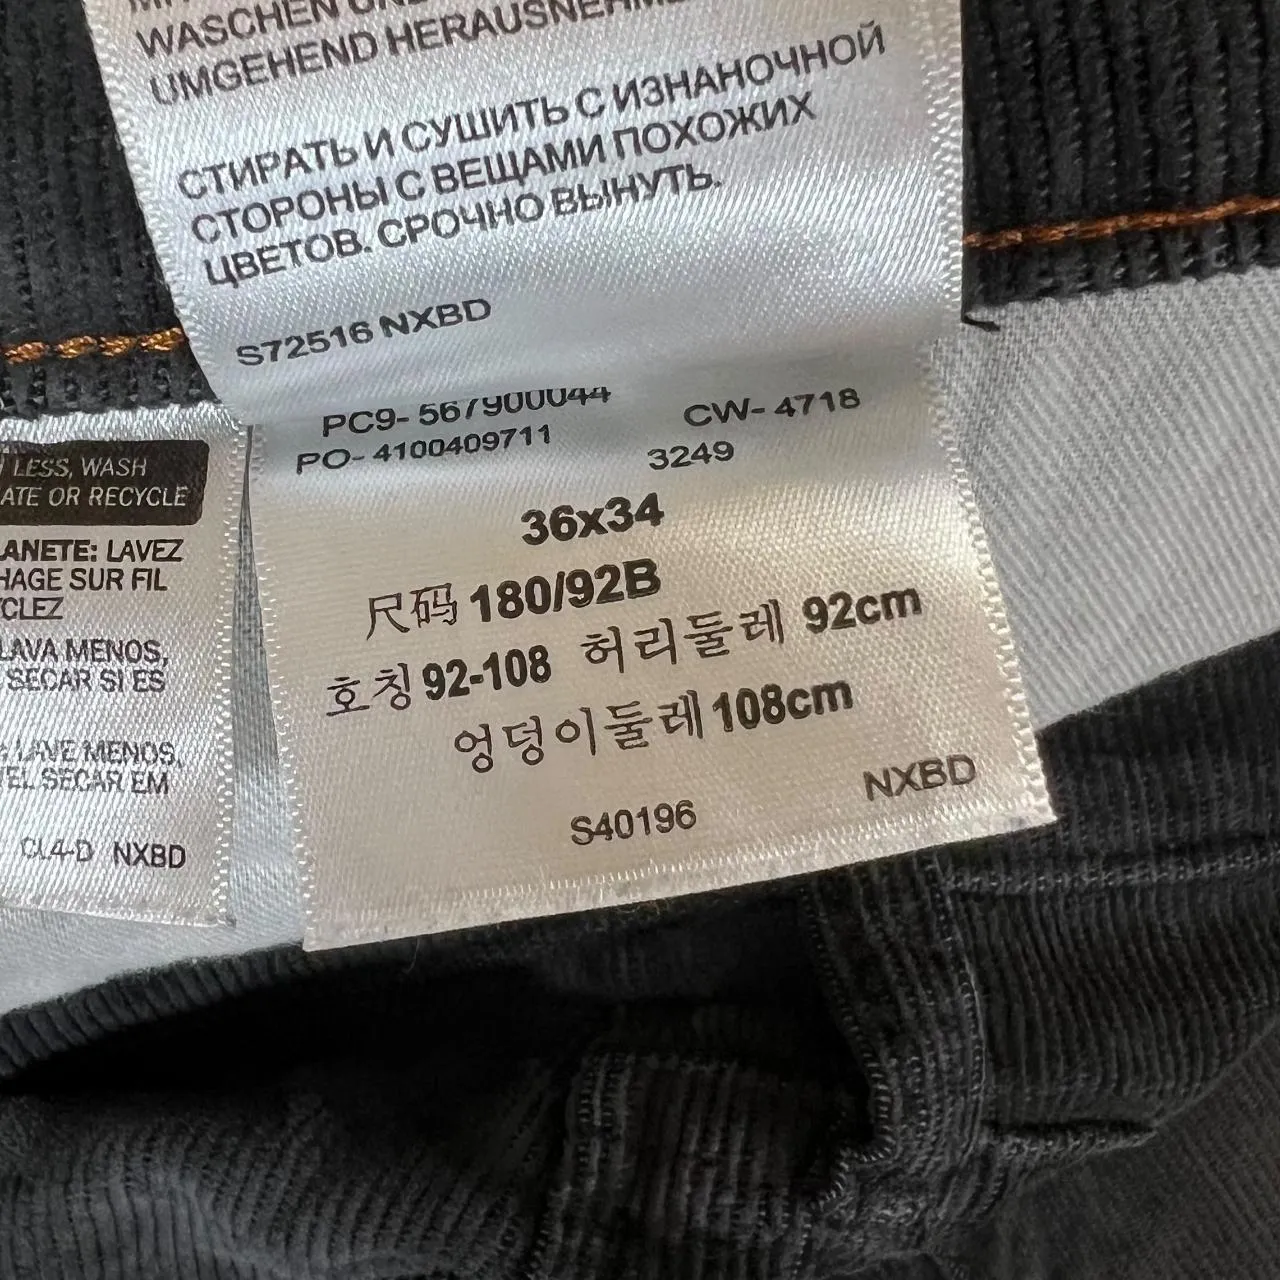 WASCHEN UND
UMGEHEND HERAUSNEHMEN
СТИРАТЬ И СУШИТЬ С ИЗНАНОЧНОЙ
СТОРОНЫ С ВЕЩАМИ ПОХОЖИХ
ЦВЕТОВ. СРОЧНО ВЫНУТЬ.
S72516 NXBD
PC9- 567900044 CW- 4718
PO- 4100409711 3249
36x34
尺码 180/92B
호칭 92-108 허리둘레 92cm
엉덩이둘레 108cm
NXBD
S40196
LESS, WASH
ATE OR RECYCLE
ANETE: LAVEZ
HAGE SUR FIL
CLEZ
LAVA MENOS,
SECAR SI ES
LAVE MENOS,
EL SECAR EM
CL4-D NXBD